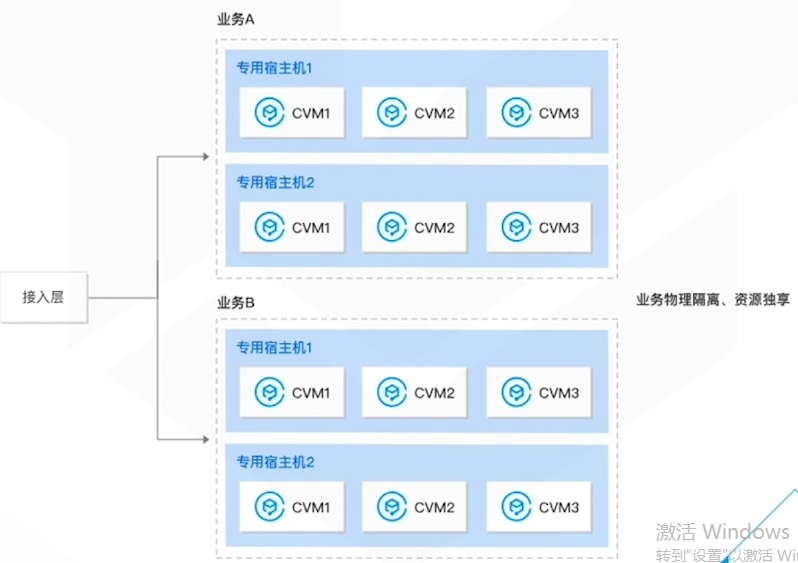 业务A
专用宿主机1
CVM1 CVM2 CVM3
专用宿主机2
CVM1 CVM2 CVM3
接入层
业务B
业务物理隔离、资源独享
专用宿主机1
CVM1 CVM2 CVM3
专用宿主机2
CVM1 CVM2 CVM3
激活 Windows
转到"设置"以激活 Win